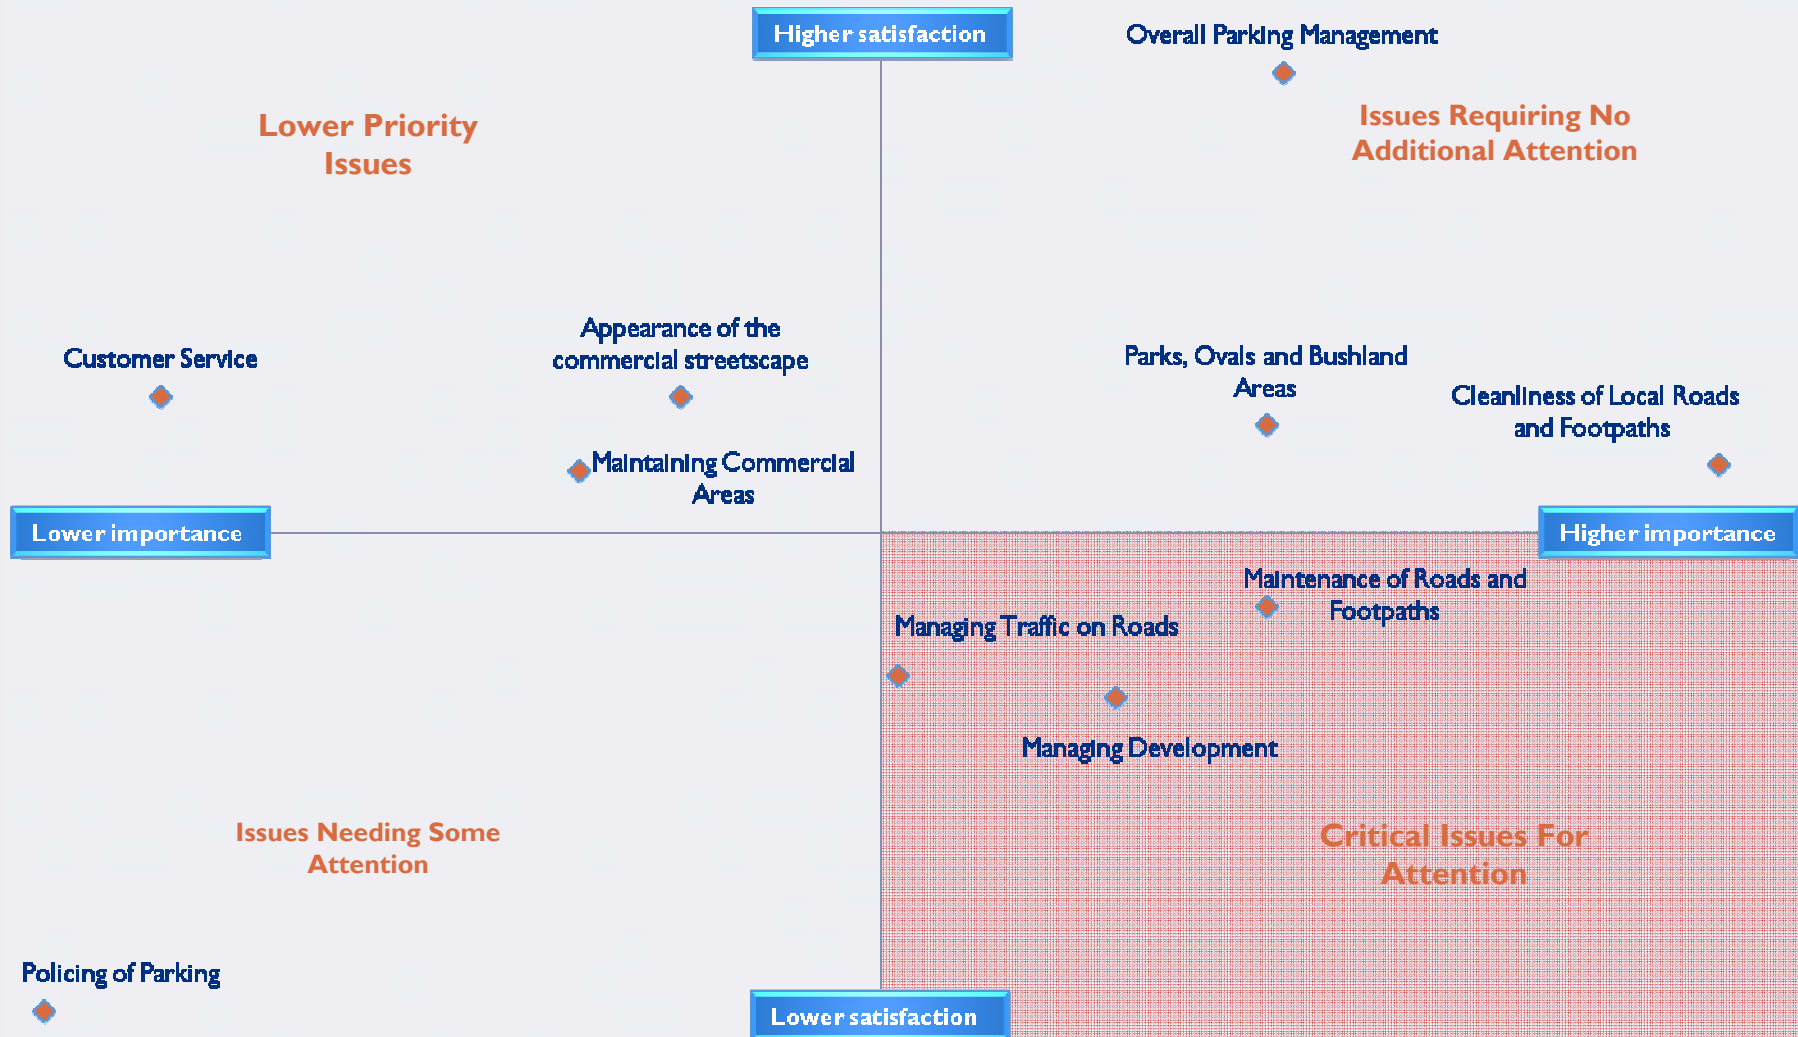 Higher satisfaction
Overall Parking Management
Lower Priority
Issues
Issues Requiring No
Additional Attention
Customer Service
Appearance of the
commercial streetscape
Parks, Ovals and Bushland
Areas
Cleanliness of Local Roads
and Footpaths
Maintaining Commercial
Areas
Lower importance
Higher importance
Maintenance of Roads and
Footpaths
Managing Traffic on Roads
Managing Development
Issues Needing Some
Attention
Critical Issues For
Attention
Policing of Parking
Lower satisfaction